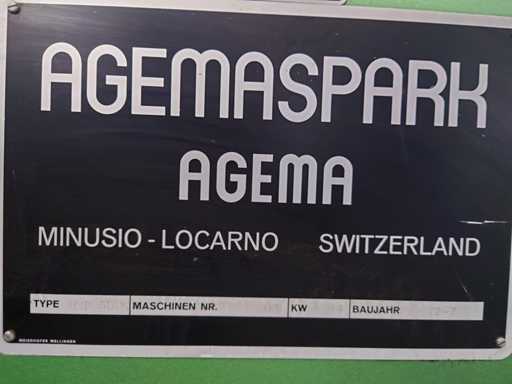 AGEMASPARK
AGEMA
MINUSIO - LOCARNO SWITZERLAND
TYPE MASCHINEN NR. KW BAUJAHR